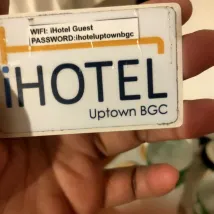 WIFI: iHotel Guest
PASSWORD:ihoteluptownbgc
iHOTEL
Uptown BGC